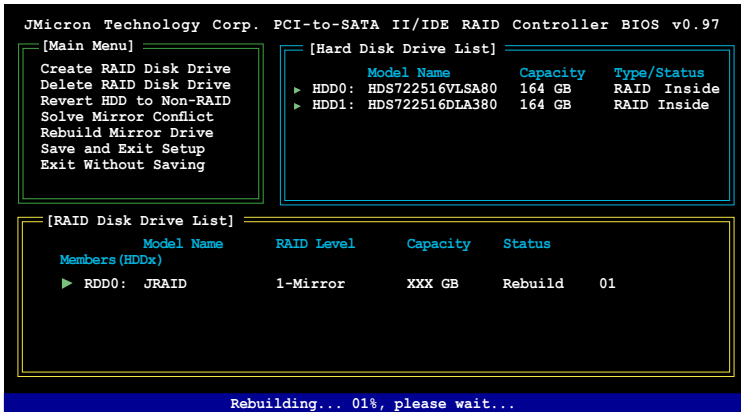 JMicron Technology Corp. PCI-to-SATA II/IDE RAID Controller BIOS v0.97
[Main Menu]
Create RAID Disk Drive
Delete RAID Disk Drive
Revert HDD to Non-RAID
Solve Mirror Conflict
Rebuild Mirror Drive
Save and Exit Setup
Exit Without Saving
[Hard Disk Drive List]
Model Name Capacity Type/Status
HDD0: HDS722516VLSA80 164 GB RAID Inside
HDD1: HDS722516DLA380 164 GB RAID Inside
[RAID Disk Drive List]
Model Name RAID Level Capacity Status
Members(HDDx)
RDD0: JRAID 1-Mirror XXX GB Rebuild 01
Rebuilding... 01%, please wait...